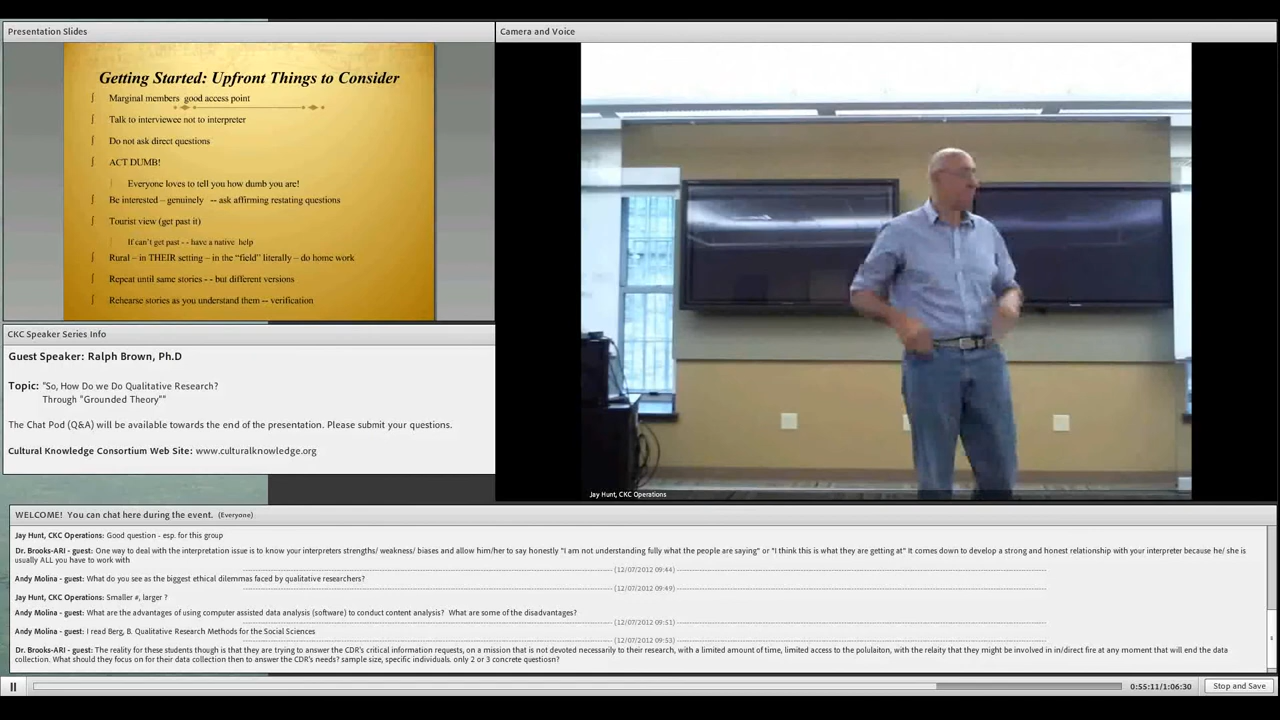 Presentation Slides
Getting Started: Upfront Things to Consider
Marginal members good access point
Talk to interviewee not to interpreter
Do not ask direct questions
ACT DUMB!
Everyone loves to tell you how dumb you are!
Be interested – genuinely -- ask affirming restating questions
Tourist view (get past it)
If can't get past - - have a native help
Rural – in THEIR setting – in the “field” literally – do home work
Repeat until same stories - - but different versions
Rehearse stories as you understand them -- verification
CKC Speaker Series Info
Guest Speaker: Ralph Brown, Ph.D
Topic: "So, How Do we Do Qualitative Research?
Through "Grounded Theory""
The Chat Pod (Q&A) will be available towards the end of the presentation. Please submit your questions.
Cultural Knowledge Consortium Web Site: www.culturalknowledge.org
Camera and Voice
Jay Hunt, CKC Operations
WELCOME! You can chat here during the event. (Everyone)
Jay Hunt, CKC Operations: Good question - esp. for this group
Dr. Brooks-ARI - guest: One way to deal with the interpretation issue is to know your interpreters strengths/ weakness/ biases and allow him/her to say honestly "I am not understanding fully what the people are saying" or "I think this is what they are getting at" It comes down to develop a strong and honest relationship with your interpreter because he/ she is
usually ALL you have to work with
(12/07/2012 09:44)
Andy Molina - guest: What do you see as the biggest ethical dilemmas faced by qualitative researchers?
(12/07/2012 09:49)
Jay Hunt, CKC Operations: Smaller #, larger ?
Andy Molina - guest: What are the advantages of using computer assisted data analysis (software) to conduct content analysis? What are some of the disadvantages?
(12/07/2012 09:51)
Andy Molina - guest: I read Berg, B. Qualitative Research Methods for the Social Sciences
(12/07/2012 09:53)
Dr. Brooks-ARI - guest: The reality for these students though is that they are trying to answer the CDR's critical information requests, on a mission that is not devoted necessarily to their research, with a limited amount of time, limited access to the polulaiton, with the relaity that they might be involved in in/direct fire at any moment that will end the data
collection. What should they focus on for their data collection then to answer the CDR's needs? sample size, specific individuals. only 2 or 3 concrete questiosn?
0:55:11/1:06:30
Stop and Save